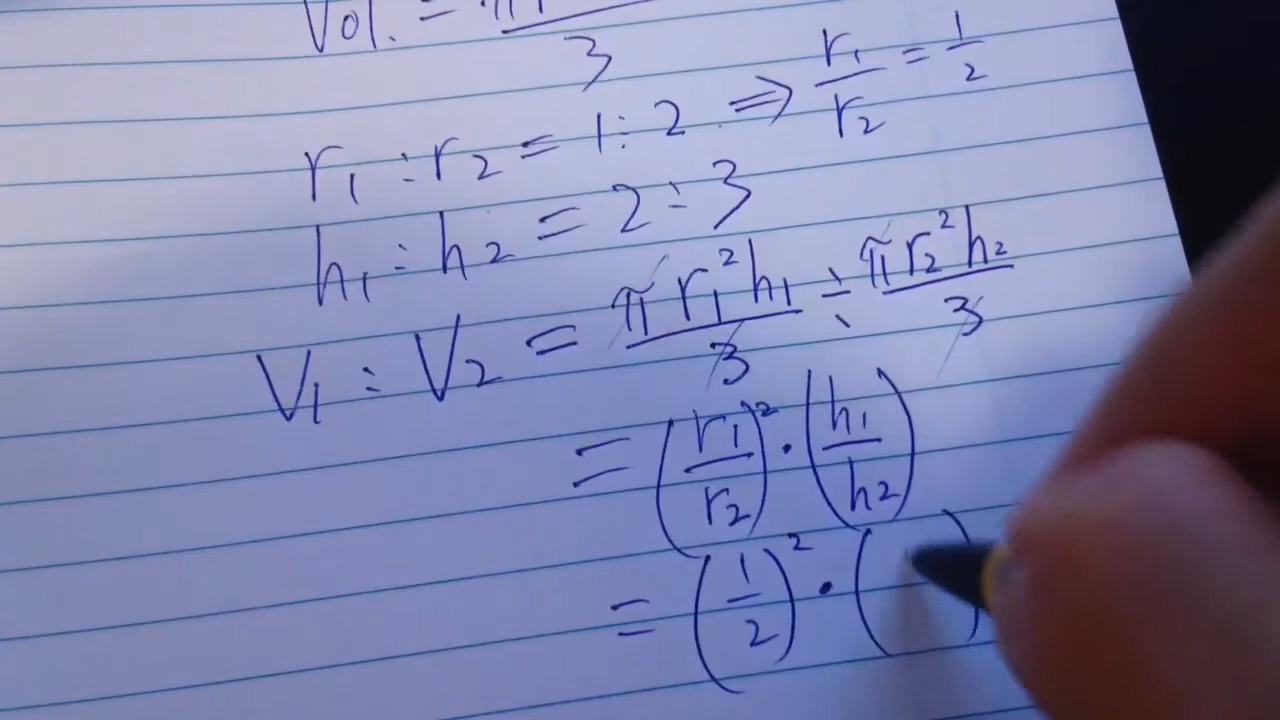 Vol. = πr / 3
r₁ : r₂ = 1 : 2 ⇒ r₁/r₂ = 1/2
h₁ : h₂ = 2 : 3
V₁ : V₂ = πr₁²h₁/3 ÷ πr₂²h₂/3
= (r₁/r₂)² · (h₁/h₂)
= (1/2)² · ( )